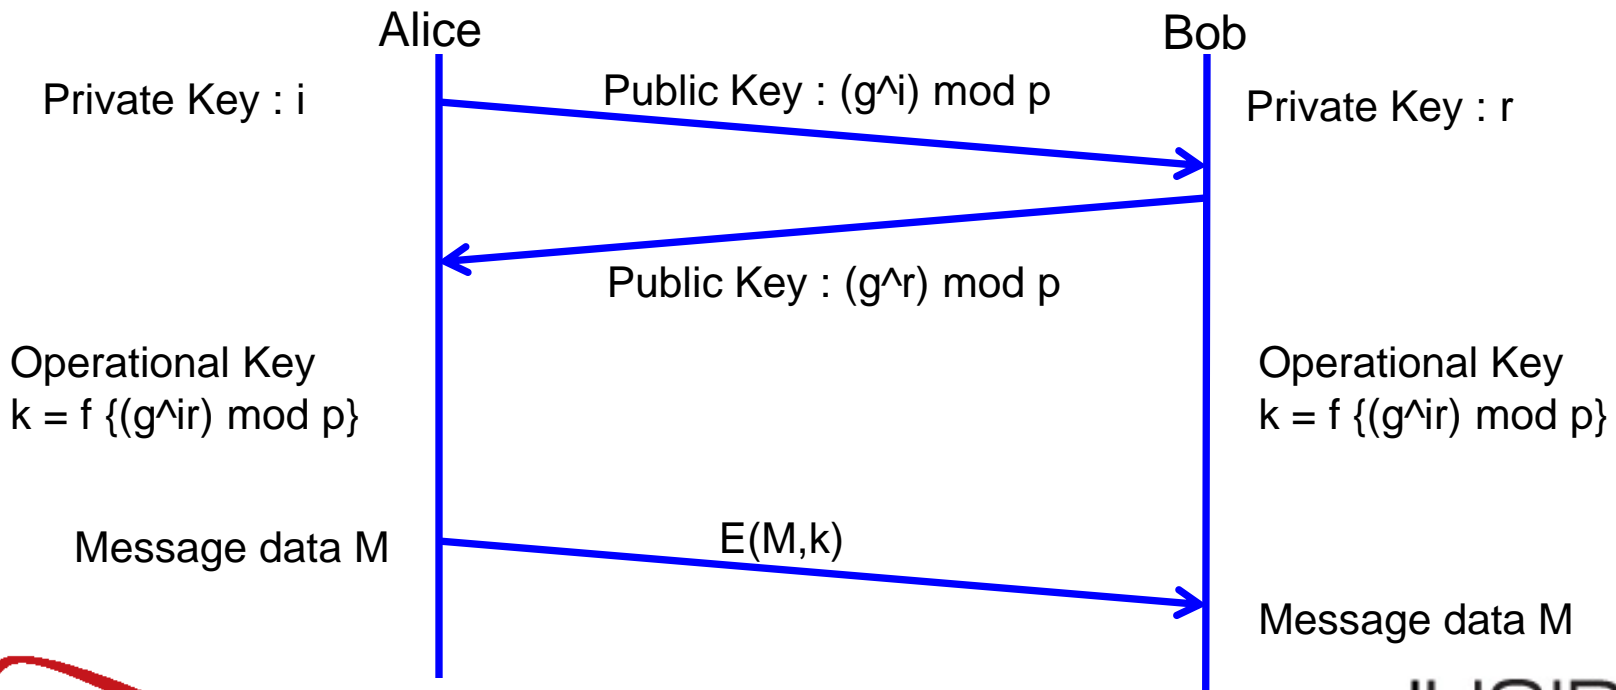 Alice
Bob
Private Key : i
Public Key : (g^i) mod p
Private Key : r
Public Key : (g^r) mod p
Operational Key
k = f {(g^ir) mod p}
Operational Key
k = f {(g^ir) mod p}
Message data M
E(M,k)
Message data M